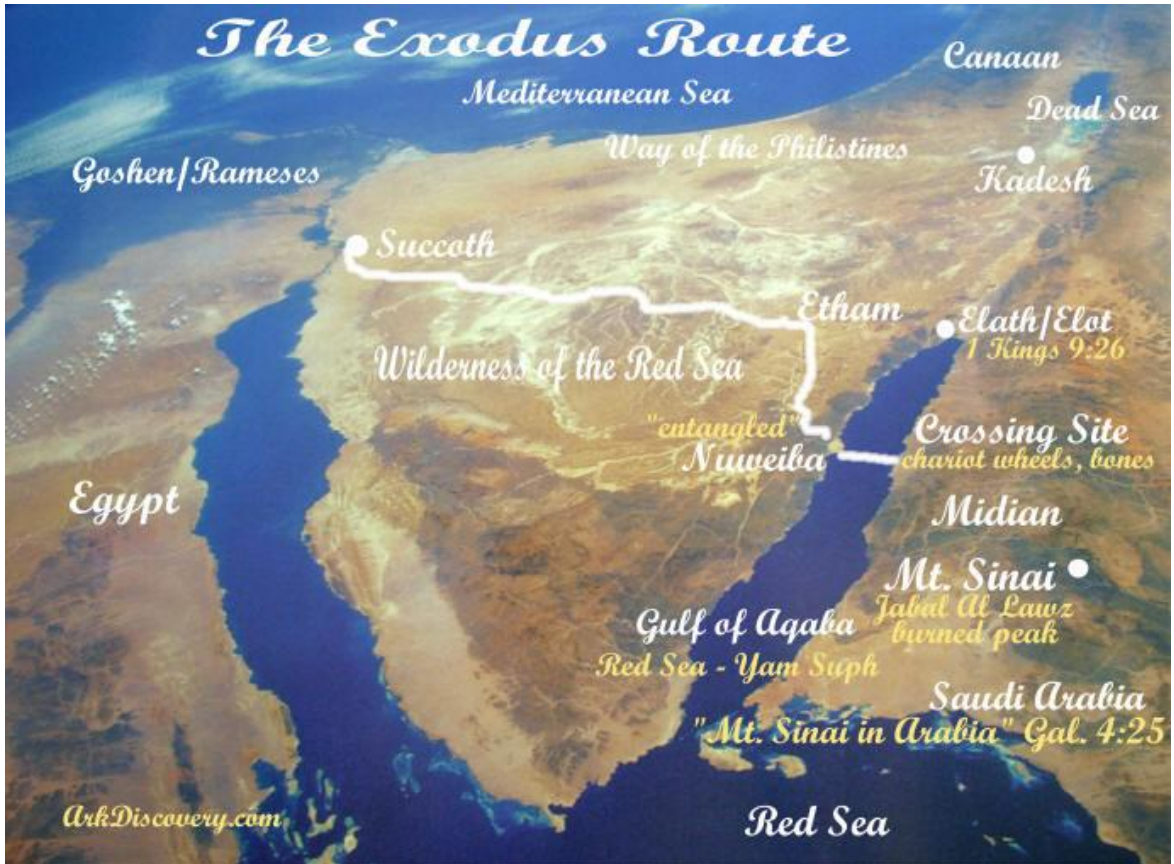 The Exodus Route
Canaan
Mediterranean Sea
Dead Sea
Way of the Philistines
Goshen/Rameses
Kadesh
Succoth
Etham
Elath/Elot
1 Kings 9:26
Wilderness of the Red Sea
"entangled"
Nuweiba
Crossing Site
chariot wheels, bones
Egypt
Midian
Mt. Sinai
Jabal Al Lawz
burned peak
Gulf of Aqaba
Red Sea - Yam Suph
Saudi Arabia
"Mt. Sinai in Arabia" Gal. 4:25
ArkDiscovery.com
Red Sea